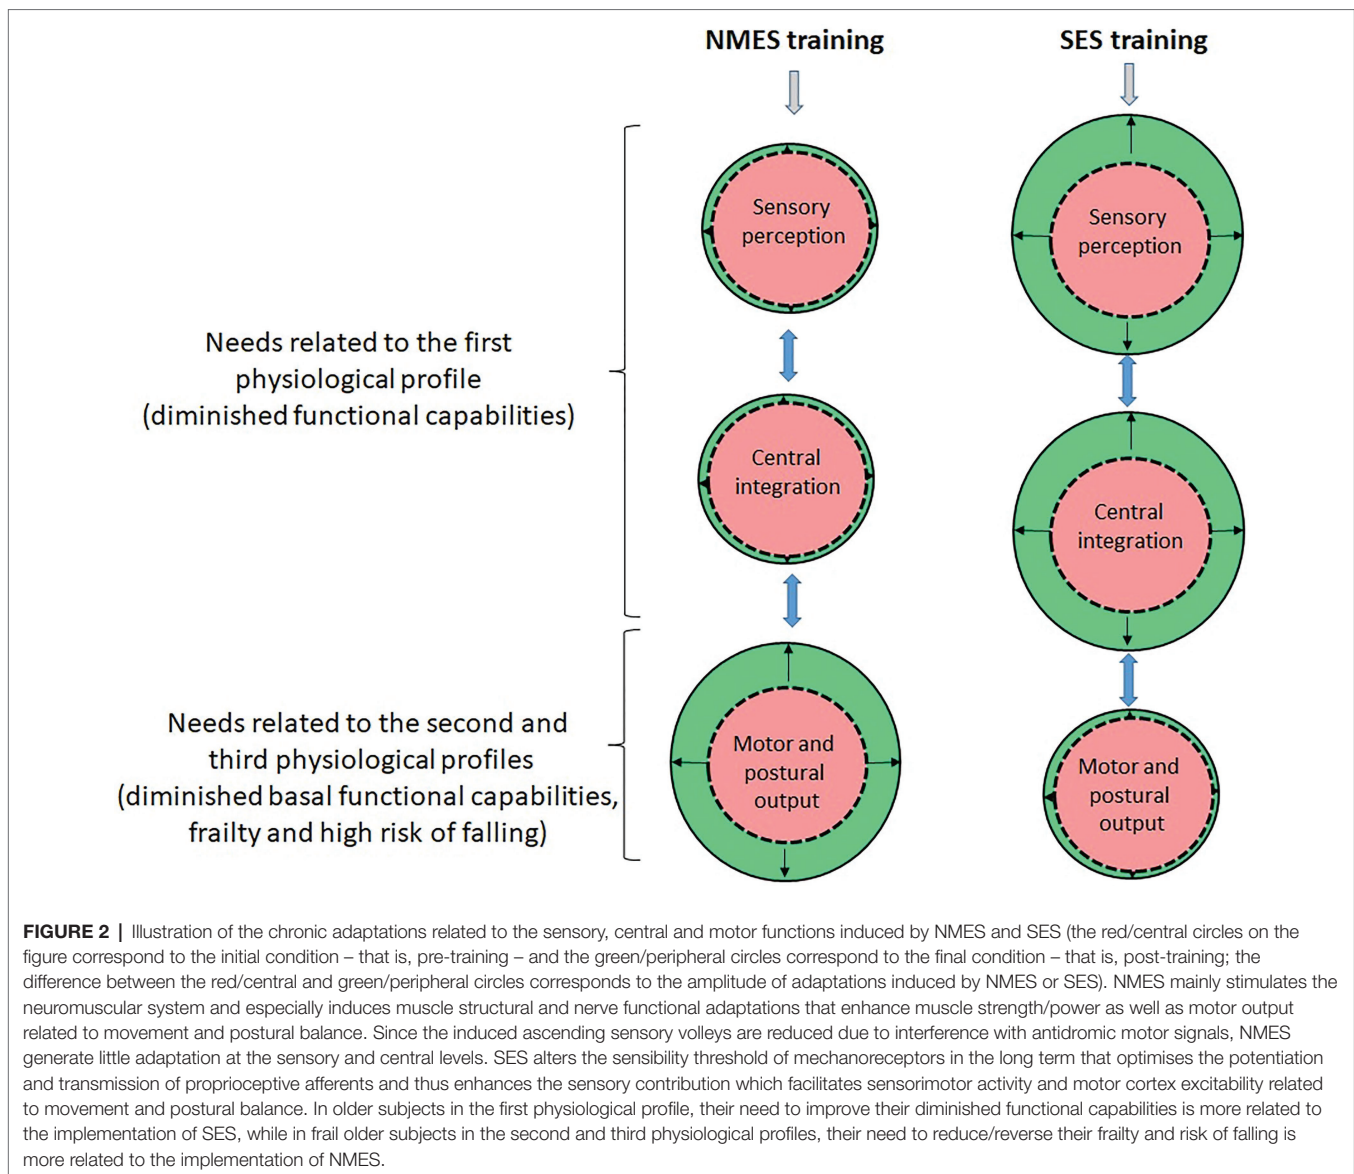 NMES training
SES training
Sensory
perception
Sensory
perception
Needs related to the first
physiological profile
(diminished functional capabilities)
Central
integration
Central
integration
Needs related to the second and
third physiological profiles
(diminished basal functional capabilities,
frailty and high risk of falling)
Motor and
postural
output
Motor and
postural
output
FIGURE 2 | Illustration of the chronic adaptations related to the sensory, central and motor functions induced by NMES and SES (the red/central circles on the
figure correspond to the initial condition – that is, pre-training – and the green/peripheral circles correspond to the final condition – that is, post-training; the
difference between the red/central and green/peripheral circles corresponds to the amplitude of adaptations induced by NMES or SES). NMES mainly stimulates the
neuromuscular system and especially induces muscle structural and nerve functional adaptations that enhance muscle strength/power as well as motor output
related to movement and postural balance. Since the induced ascending sensory volleys are reduced due to interference with antidromic motor signals, NMES
generate little adaptation at the sensory and central levels. SES alters the sensibility threshold of mechanoreceptors in the long term that optimises the potentiation
and transmission of proprioceptive afferents and thus enhances the sensory contribution which facilitates sensorimotor activity and motor cortex excitability related
to movement and postural balance. In older subjects in the first physiological profile, their need to improve their diminished functional capabilities is more related to
the implementation of SES, while in frail older subjects in the second and third physiological profiles, their need to reduce/reverse their frailty and risk of falling is
more related to the implementation of NMES.